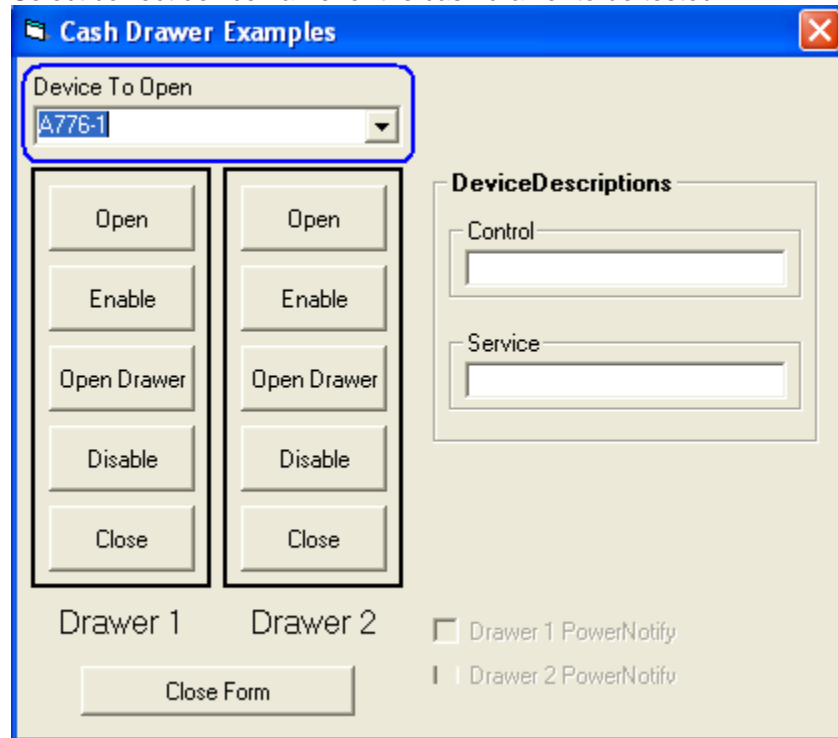 Cash Drawer Examples
Device To Open
A776-1
Open Open
Enable Enable
Open Drawer Open Drawer
Disable Disable
Close Close
Drawer 1 Drawer 2
Close Form
DeviceDescriptions
Control
Service
Drawer 1 PowerNotify
Drawer 2 PowerNotify